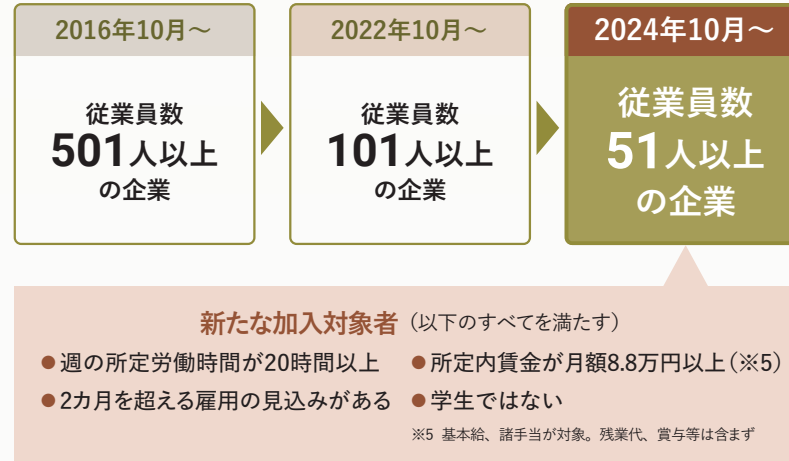 2016年10月～
従業員数
501人以上
の企業
2022年10月～
従業員数
101人以上
の企業
2024年10月～
従業員数
51人以上
の企業
新たな加入対象者（以下のすべてを満たす）
●週の所定労働時間が20時間以上
●所定内賃金が月額8.8万円以上（※5）
●2カ月を超える雇用の見込みがある
●学生ではない
※5 基本給、諸手当が対象。残業代、賞与等は含まず